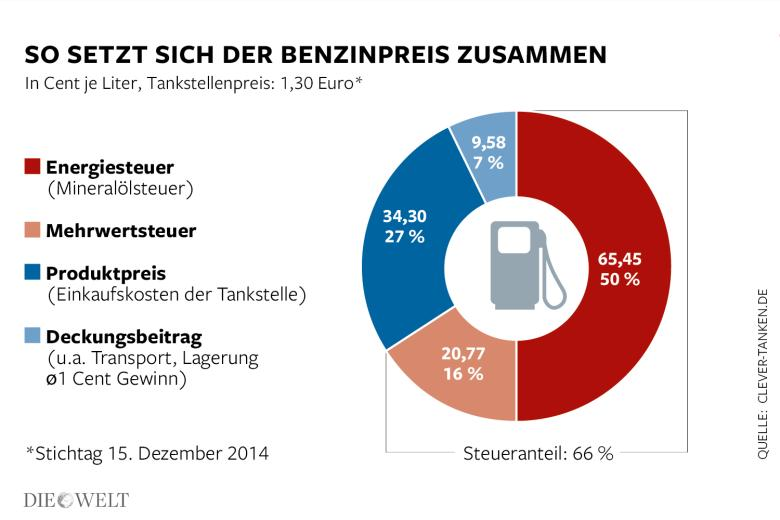 SO SETZT SICH DER BENZINPREIS ZUSAMMEN
In Cent je Liter, Tankstellenpreis: 1,30 Euro*
Energiesteuer
(Mineralölsteuer)
Mehrwertsteuer
Produktpreis
(Einkaufskosten der Tankstelle)
Deckungsbeitrag
(u.a. Transport, Lagerung
ø1 Cent Gewinn)
9,58
7 %
34,30
27 %
65,45
50 %
20,77
16 %
Steueranteil: 66 %
*Stichtag 15. Dezember 2014
QUELLE: CLEVER-TANKEN.DE
DIE WELT